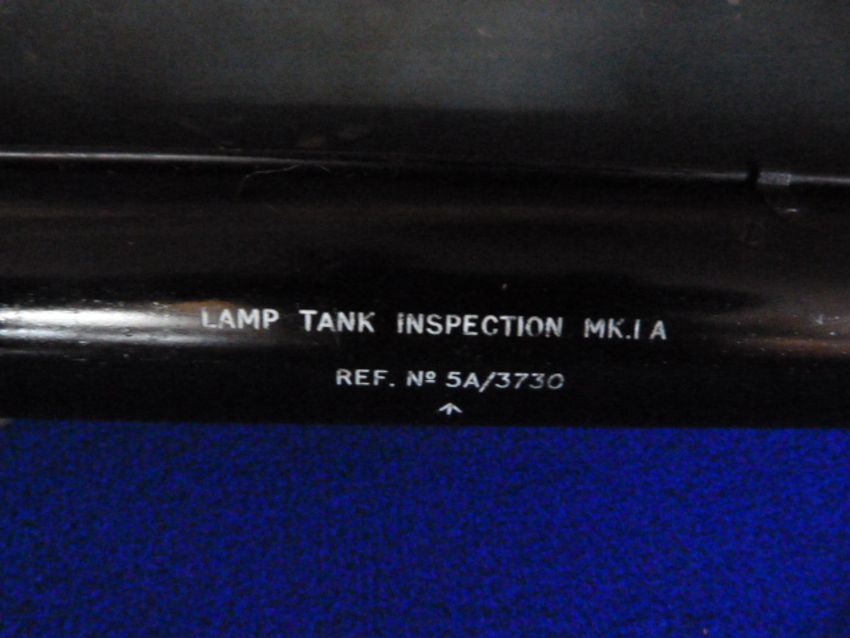 LAMP TANK INSPECTION MK.I A
REF. Nº 5A/3730